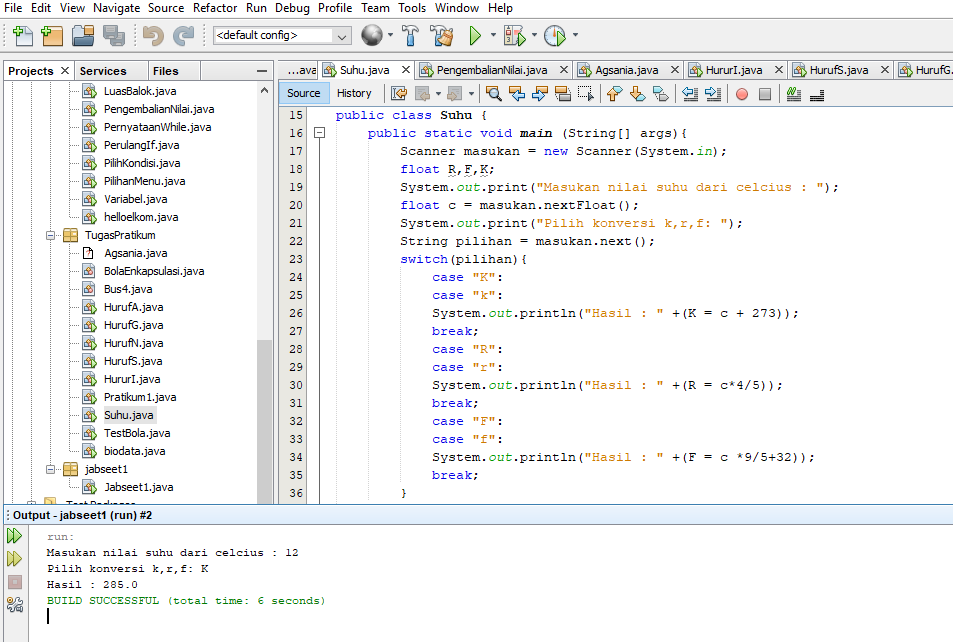 File Edit View Navigate Source Refactor Run Debug Profile Team Tools Window Help
<default config>
Projects Services Files
...ava Suhu.java PengembalianNilai.java Agsania.java HururI.java HurufS.java HurufG.
Source History
LuasBalok.java
PengembalianNilai.java
PernyataanWhile.java
PerulangIf.java
PilihKondisi.java
PilihanMenu.java
Variabel.java
helloelkom.java
TugasPratikum
Agsania.java
BolaEnkapsulasi.java
Bus4.java
HurufA.java
HurufG.java
HurufN.java
HurufS.java
HururI.java
Pratikum1.java
Suhu.java
TestBola.java
biodata.java
jabseet1
Jabseet1.java
15 public class Suhu {
16 public static void main (String[] args){
17 Scanner masukan = new Scanner(System.in);
18 float R,F,K;
19 System.out.print("Masukan nilai suhu dari celcius : ");
20 float c = masukan.nextFloat();
21 System.out.print("Pilih konversi k,r,f: ");
22 String pilihan = masukan.next();
23 switch(pilihan){
24 case "K":
25 case "k":
26 System.out.println("Hasil : " +(K = c + 273));
27 break;
28 case "R":
29 case "r":
30 System.out.println("Hasil : " +(R = c*4/5));
31 break;
32 case "F":
33 case "f":
34 System.out.println("Hasil : " +(F = c *9/5+32));
35 break;
36 }
Output - jabseet1 (run) #2
run:
Masukan nilai suhu dari celcius : 12
Pilih konversi k,r,f: K
Hasil : 285.0
BUILD SUCCESSFUL (total time: 6 seconds)